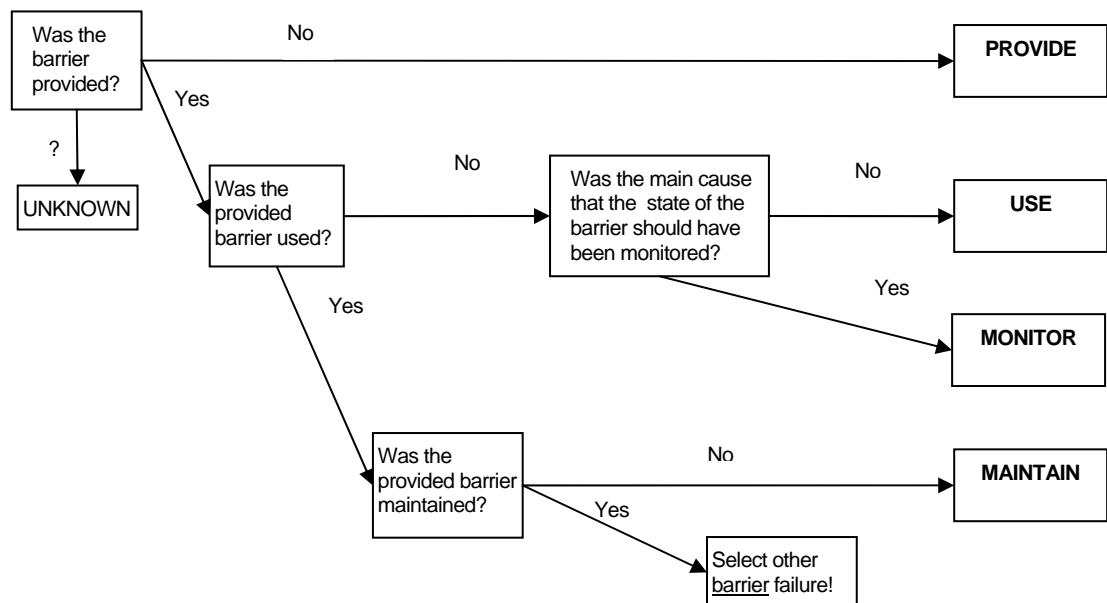 Was the
barrier
provided?
No
PROVIDE
Yes
?
UNKNOWN
Was the
provided
barrier used?
No
Was the main cause
that the state of the
barrier should have
been monitored?
No
USE
Yes
Yes
MONITOR
Was the
provided barrier
maintained?
No
MAINTAIN
Yes
Select other
barrier failure!